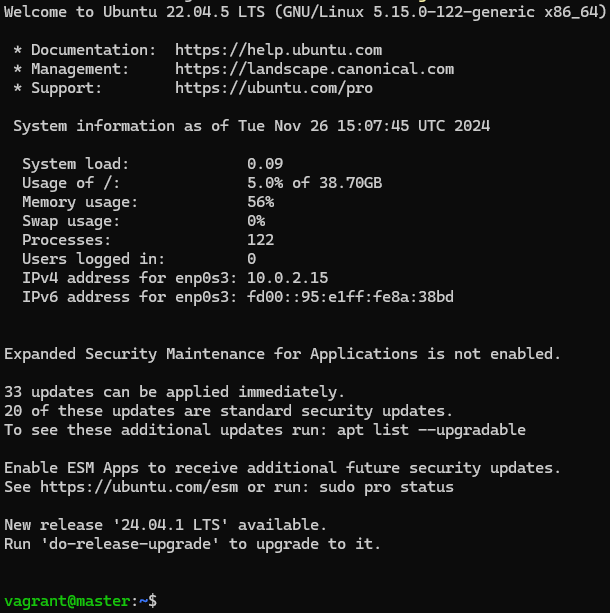 Welcome to Ubuntu 22.04.5 LTS (GNU/Linux 5.15.0-122-generic x86_64)
* Documentation:  https://help.ubuntu.com
* Management:     https://landscape.canonical.com
* Support:        https://ubuntu.com/pro
System information as of Tue Nov 26 15:07:45 UTC 2024
System load:             0.09
Usage of /:              5.0% of 38.70GB
Memory usage:            56%
Swap usage:              0%
Processes:               122
Users logged in:         0
IPv4 address for enp0s3: 10.0.2.15
IPv6 address for enp0s3: fd00::95:e1ff:fe8a:38bd
Expanded Security Maintenance for Applications is not enabled.
33 updates can be applied immediately.
20 of these updates are standard security updates.
To see these additional updates run: apt list --upgradable
Enable ESM Apps to receive additional future security updates.
See https://ubuntu.com/esm or run: sudo pro status
New release '24.04.1 LTS' available.
Run 'do-release-upgrade' to upgrade to it.
vagrant@master:~$